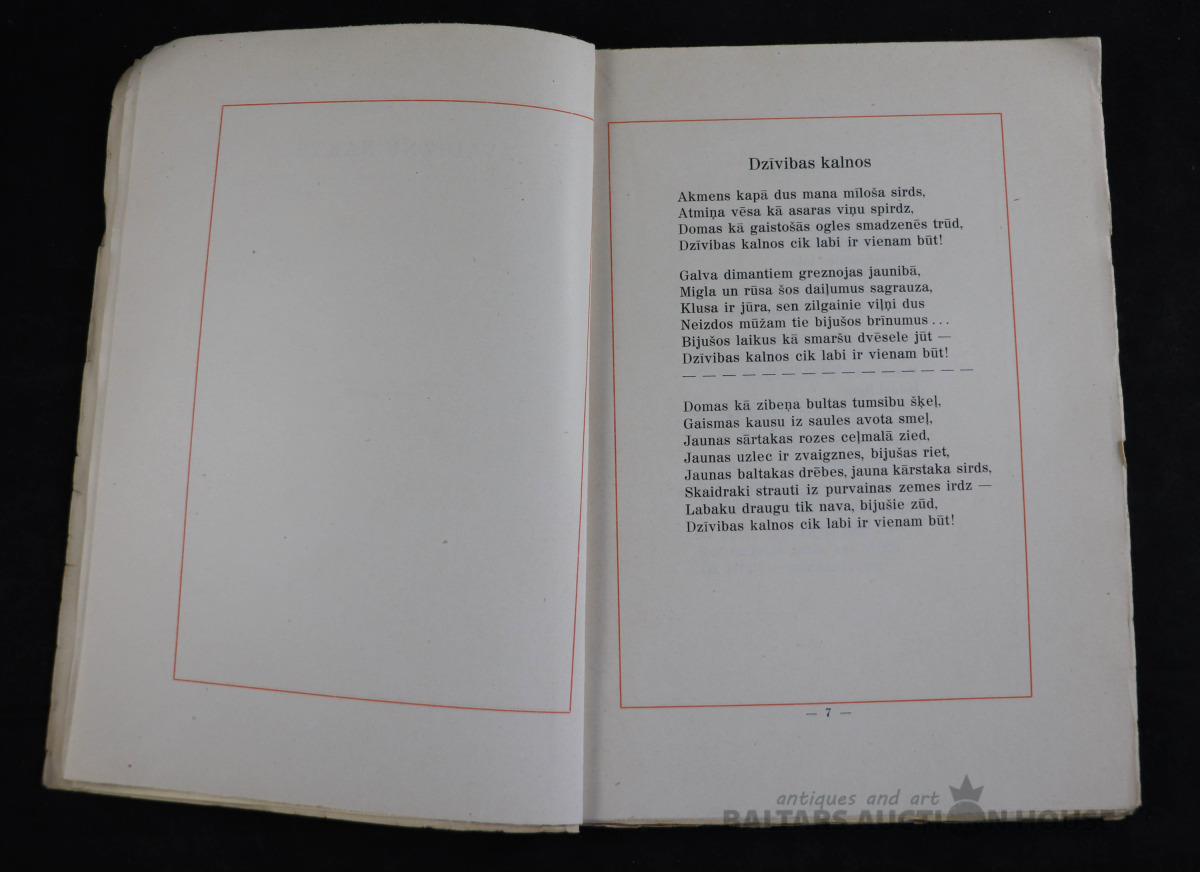 Dzīvibas kalnos
Akmens kapā dus mana mīloša sirds,
Atmiņa vēsa kā asaras viņu spirdz,
Domas kā gaistošās ogles smadzenēs trūd,
Dzīvibas kalnos cik labi ir vienam būt!
Galva dimantiem greznojas jaunibā,
Migla un rūsa šos daiļumus sagrauza,
Klusa ir jūra, sen zilgainie viļņi dus
Neizdos mūžam tie bijušos brīnumus...
Bijušos laikus kā smaršu dvēsele jūt —
Dzīvibas kalnos cik labi ir vienam būt!
— — — — — — — — — — — — — — —
Domas kā zibeņa bultas tumsibu šķeļ,
Gaismas kausu iz saules avota smeļ,
Jaunas sārtakas rozes ceļmalā zied,
Jaunas uzlec ir zvaigznes, bijušas riet,
Jaunas baltakas drēbes, jauna kārstaka sirds,
Skaidraki strauti iz purvainas zemes irdz —
Labaku draugu tik nava, bijušie zūd,
Dzīvibas kalnos cik labi ir vienam būt!
— 7 —
antiques and art
BALTARS AUCTION HOUSE